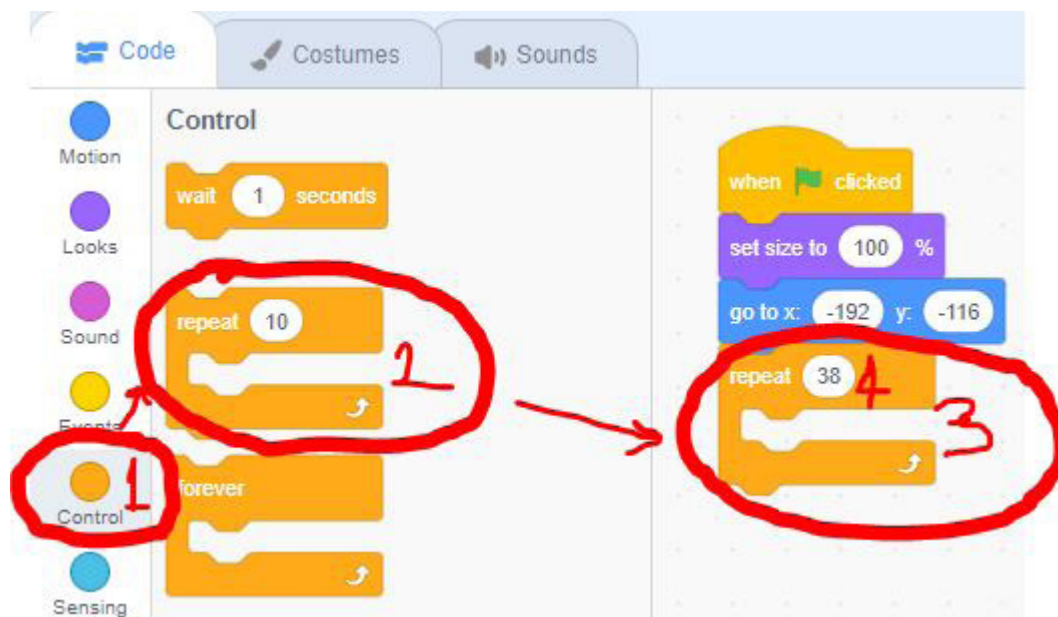 Code
Costumes
Sounds
Motion
Looks
Sound
Events
Control
Sensing
Control
wait 1 seconds
repeat 10
forever
when clicked
set size to 100 %
go to x: -192 y: -116
repeat 38
1
2
3
4